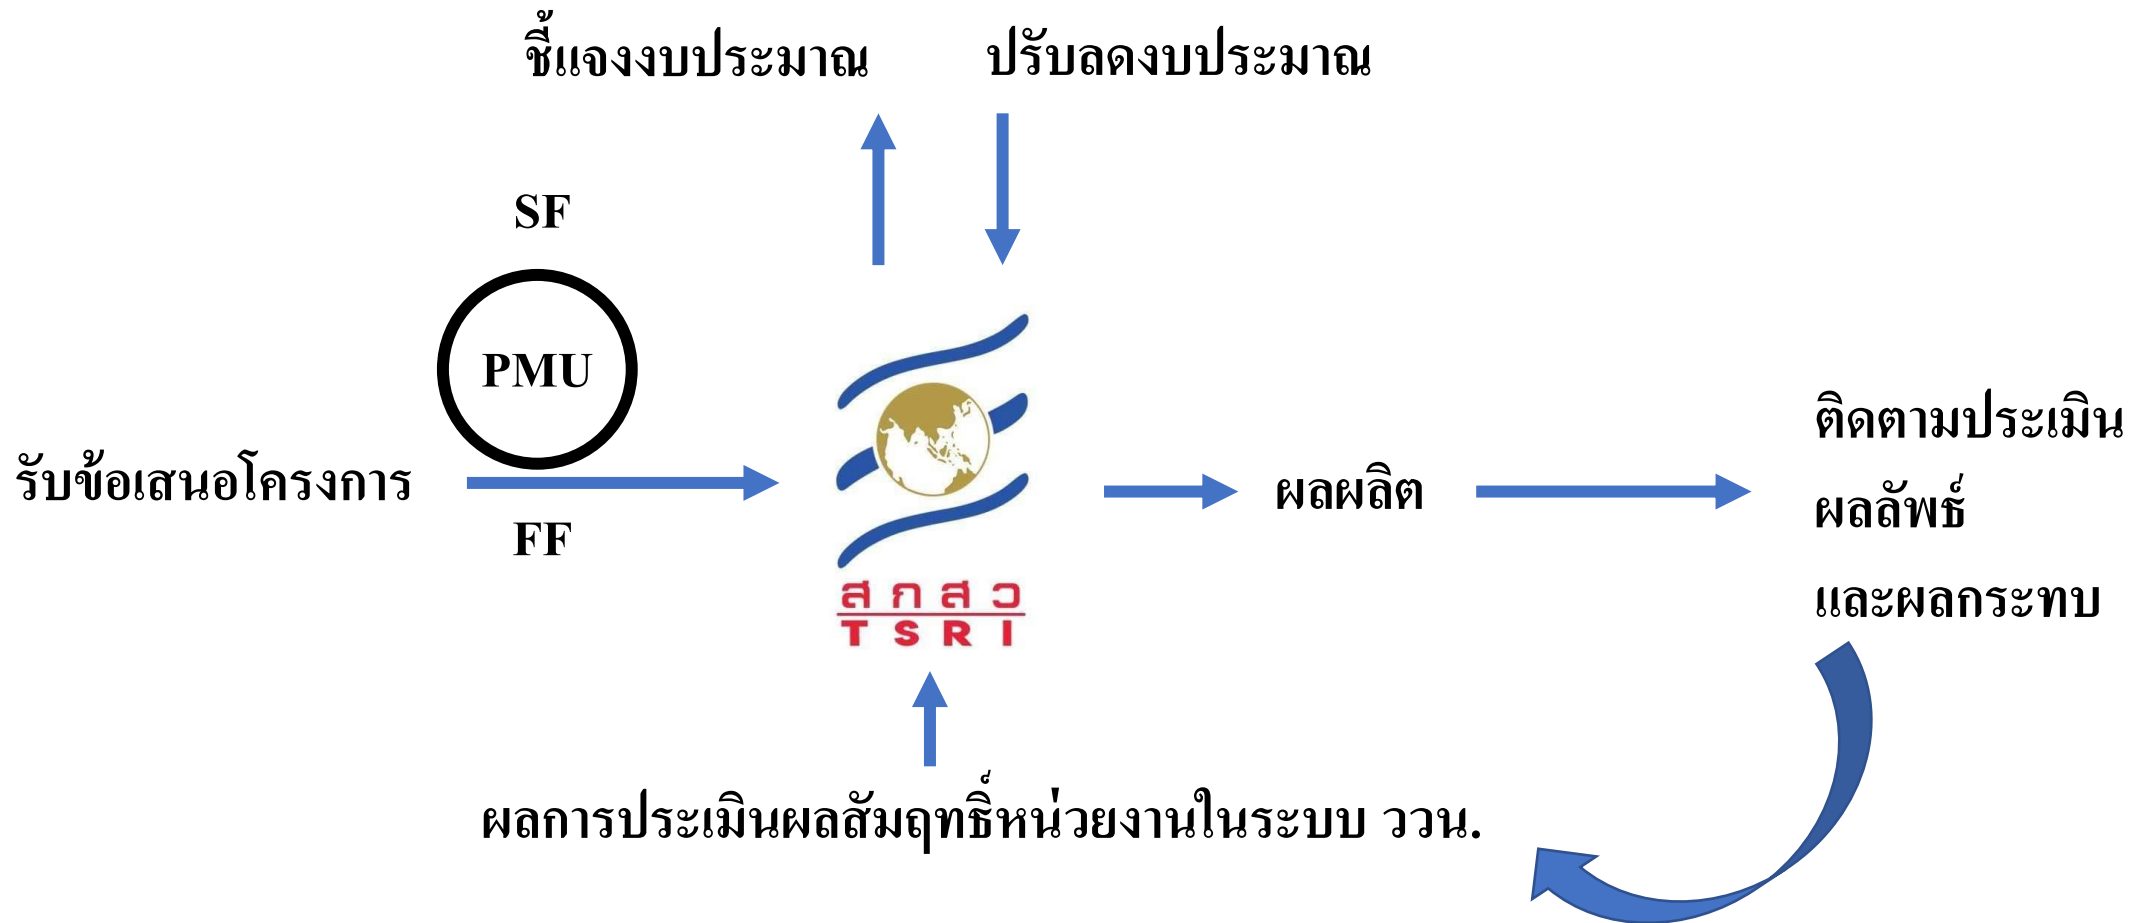 ชี้แจงงบประมาณ
ปรับลดงบประมาณ
SF
PMU
รับข้อเสนอโครงการ
FF
สกสว
TSRI
ผลผลิต
ติดตามประเมิน
ผลลัพธ์
และผลกระทบ
ผลการประเมินผลสัมฤทธิ์หน่วยงานในระบบ ววน.